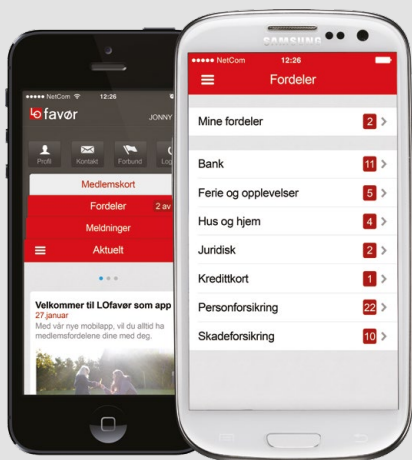 NetCom 12:26
LO favør JONNY
Profil Kontakt Forbund Log
Medlemskort
Fordeler 2 av
Meldninger
Aktuelt
Velkommer til LOfavør som app
27.januar
Med vår nye mobilapp, vil du alltid ha
medlemsfordelene dine med deg.
SAMSUNG
NetCom 12:26
Fordeler
Mine fordeler 2
Bank 11
Ferie og opplevelser 5
Hus og hjem 4
Juridisk 2
Kredittkort 1
Personforsikring 22
Skadeforsikring 10